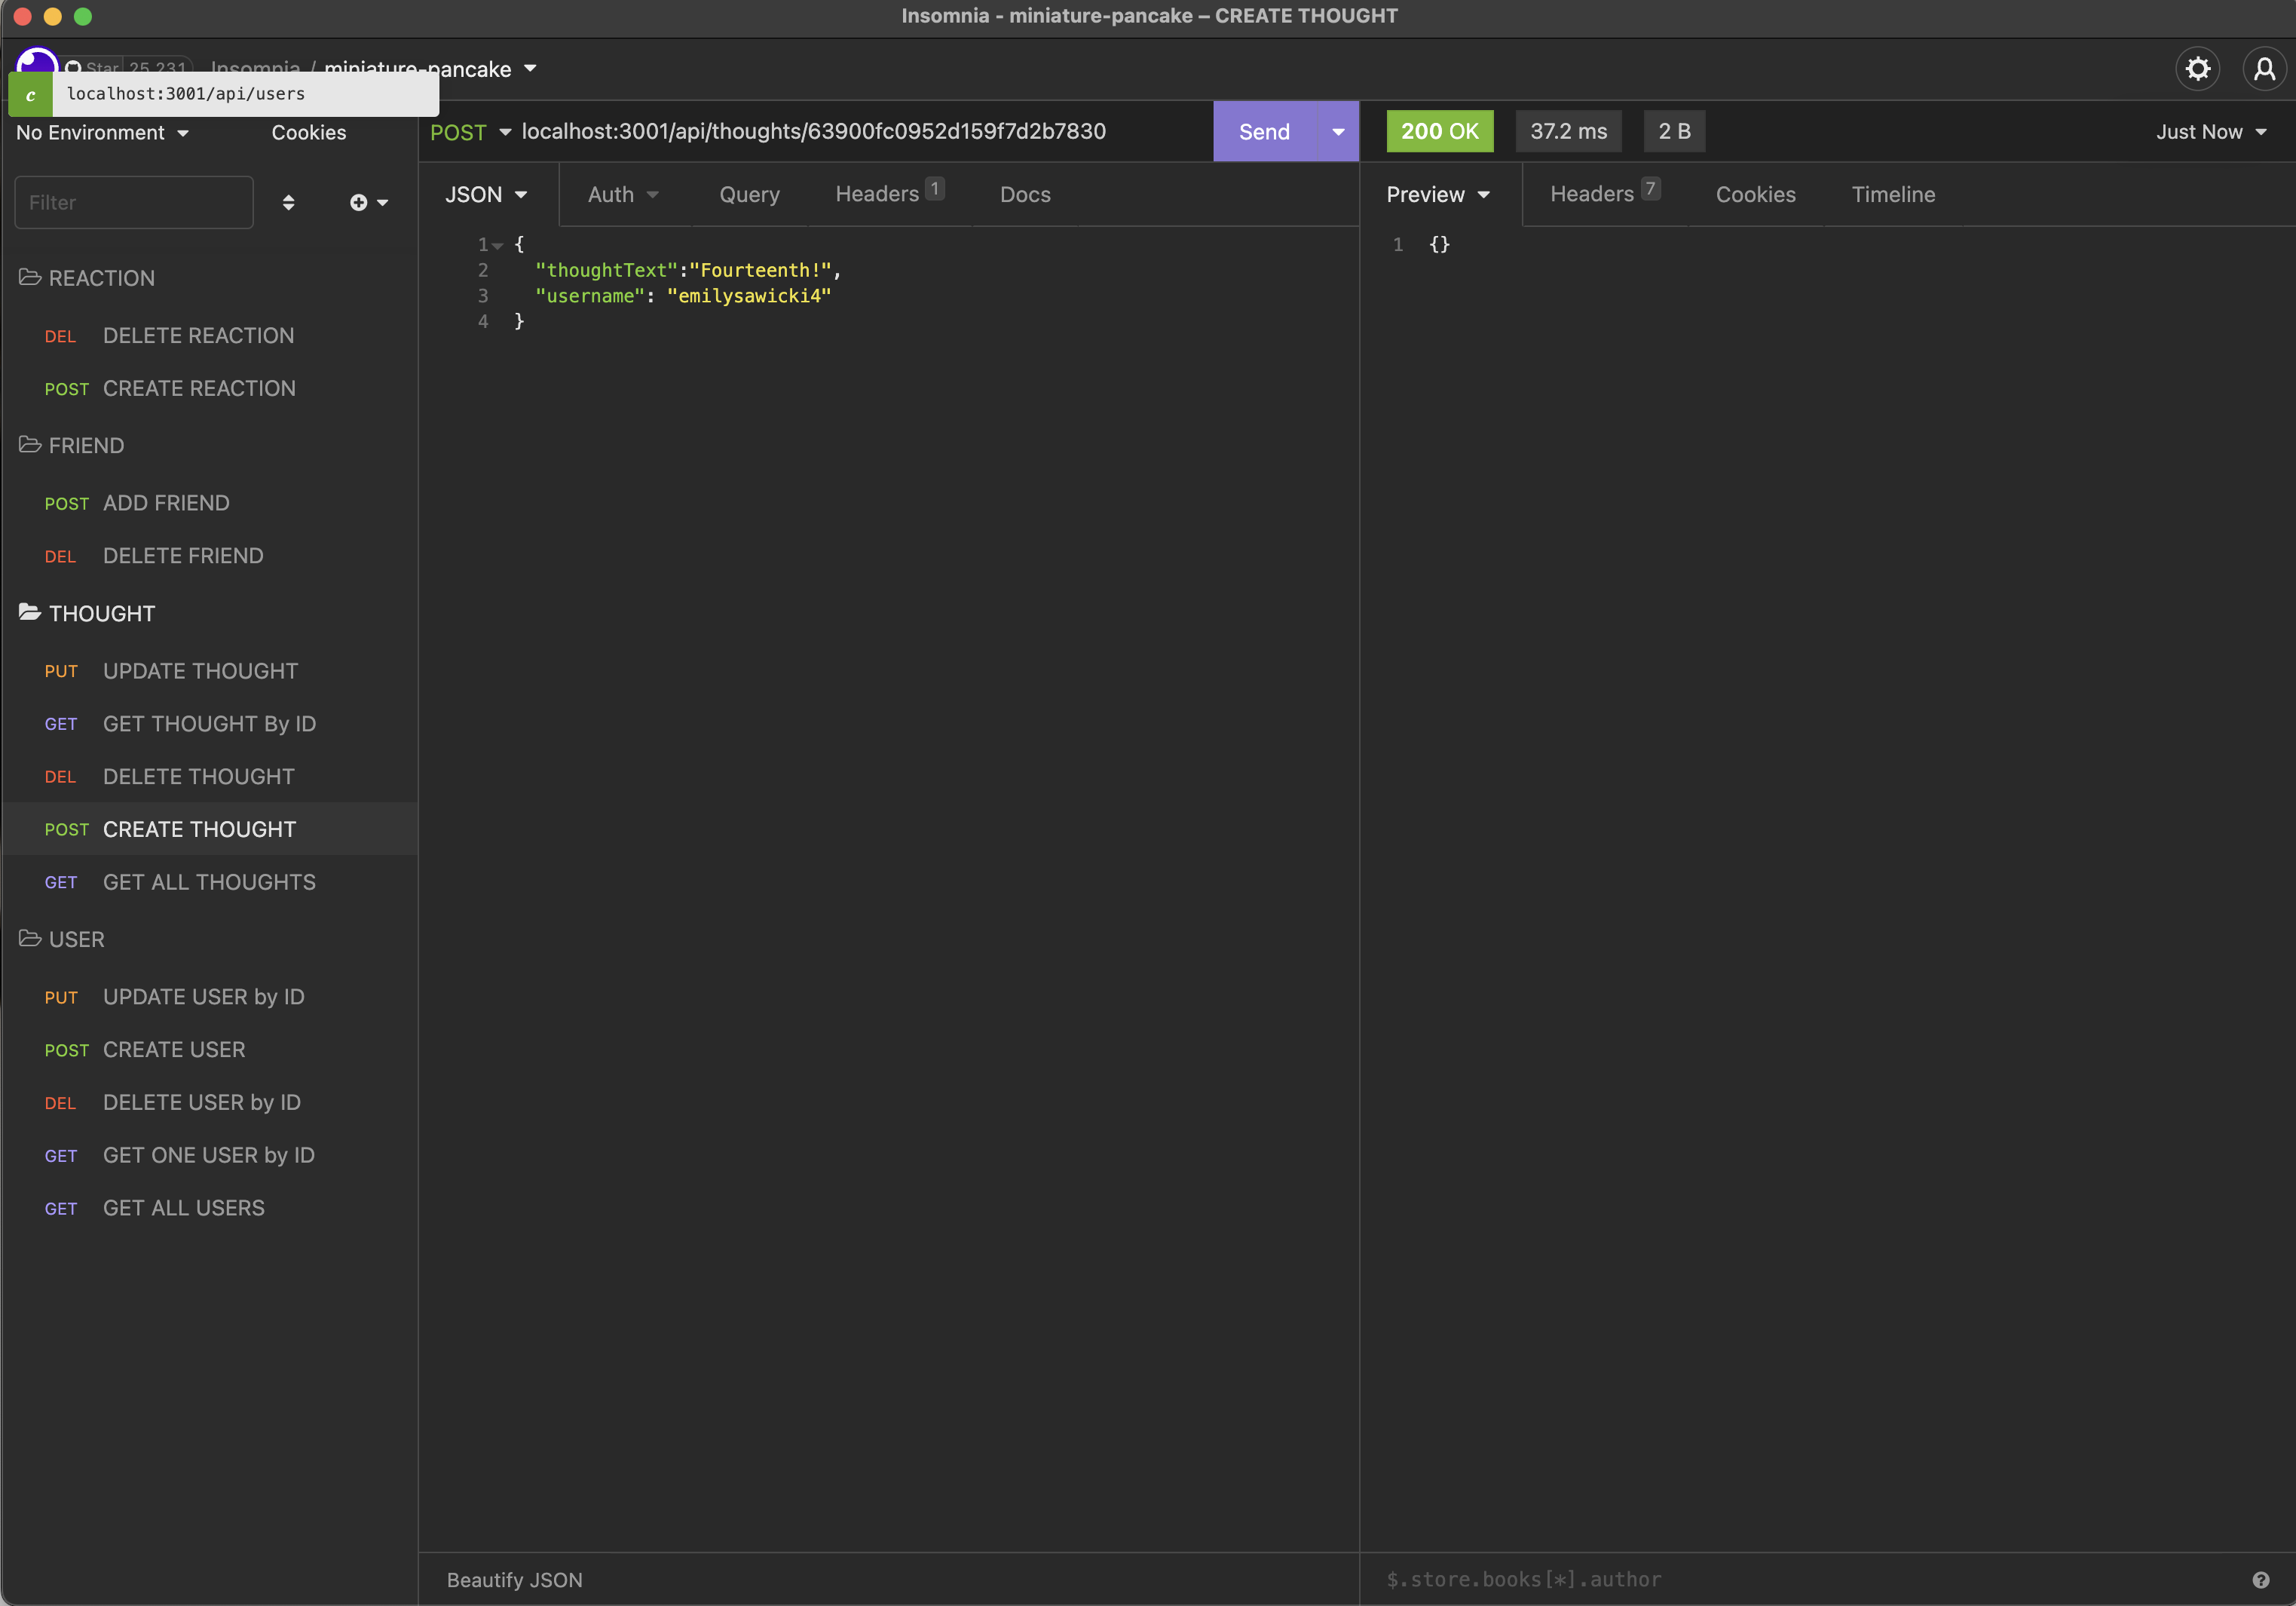 Insomnia - miniature-pancake – CREATE THOUGHT
Star 25,231 Insomnia / miniature-pancake
c localhost:3001/api/users
No Environment Cookies
POST localhost:3001/api/thoughts/63900fc0952d159f7d2b7830 Send
200 OK 37.2 ms 2 B Just Now
Filter
JSON Auth Query Headers 1 Docs
Preview Headers 7 Cookies Timeline
1 {
2 "thoughtText":"Fourteenth!",
3 "username": "emilysawicki4"
4 }
1 {}
REACTION
DEL DELETE REACTION
POST CREATE REACTION
FRIEND
POST ADD FRIEND
DEL DELETE FRIEND
THOUGHT
PUT UPDATE THOUGHT
GET GET THOUGHT By ID
DEL DELETE THOUGHT
POST CREATE THOUGHT
GET GET ALL THOUGHTS
USER
PUT UPDATE USER by ID
POST CREATE USER
DEL DELETE USER by ID
GET GET ONE USER by ID
GET GET ALL USERS
Beautify JSON
$.store.books[*].author